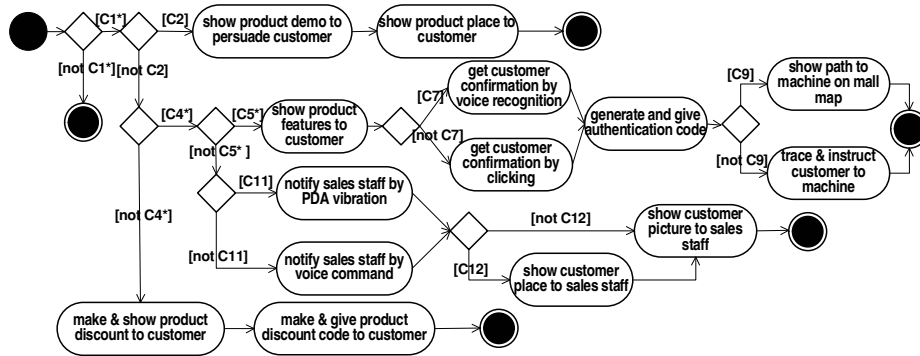 [C1*]
[C2]
show product demo to
persuade customer
show product place to
customer
[not C1*]
[not C2]
get customer
confirmation by
voice recognition
[C7]
[C9]
show path to
machine on mall
map
[C4*]
[C5*]
show product
features to
customer
generate and give
authentication code
[not C7]
[not C5* ]
get customer
confirmation by
clicking
[not C9]
trace & instruct
customer to
machine
[C11]
notify sales staff by
PDA vibration
[not C4*]
[not C12]
show customer
picture to sales
staff
[not C11]
notify sales staff by
voice command
[C12]
show customer
place to sales staff
make & show product
discount to customer
make & give product
discount code to customer